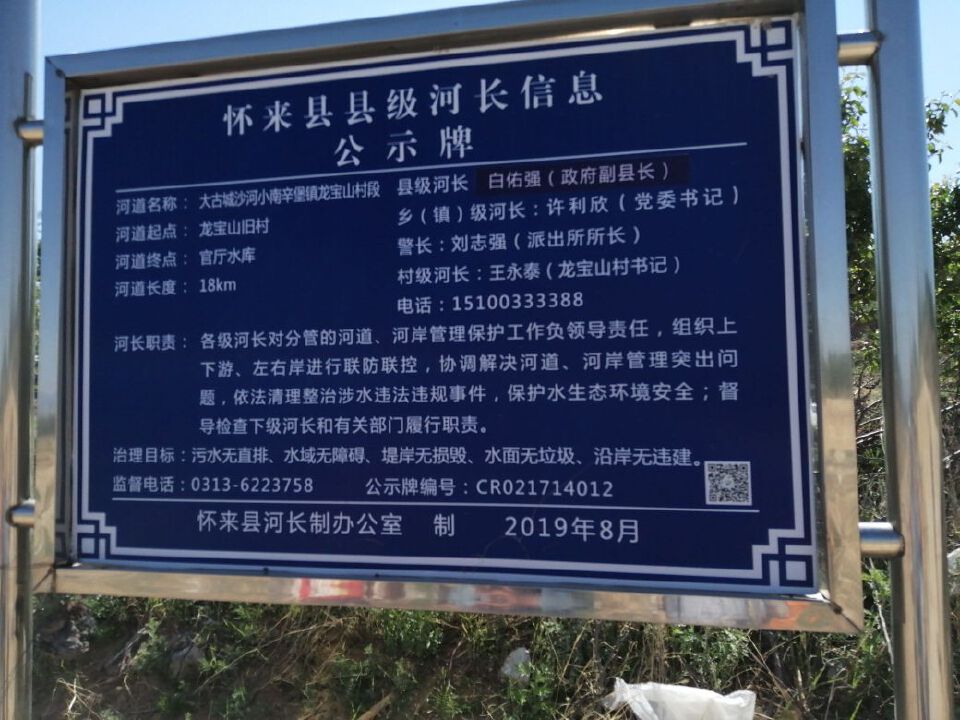 怀来县县级河长信息
公示牌
河道名称：大古城沙河小南辛堡镇龙宝山村段
河道起点：龙宝山旧村
河道终点：官厅水库
河道长度：18km
县级河长 白佑强（政府副县长）
乡（镇）级河长：许利欣（党委书记）
警长：刘志强（派出所所长）
村级河长：王永泰（龙宝山村书记）
电话：15100333388
河长职责：各级河长对分管的河道、河岸管理保护工作负领导责任，组织上
下游、左右岸进行联防联控，协调解决河道、河岸管理突出问
题，依法清理整治涉水违法违规事件，保护水生态环境安全；督
导检查下级河长和有关部门履行职责。
治理目标：污水无直排、水域无障碍、堤岸无损毁、水面无垃圾、沿岸无违建。
监督电话：0313-6223758 公示牌编号：CR021714012
怀来县河长制办公室 制 2019年8月